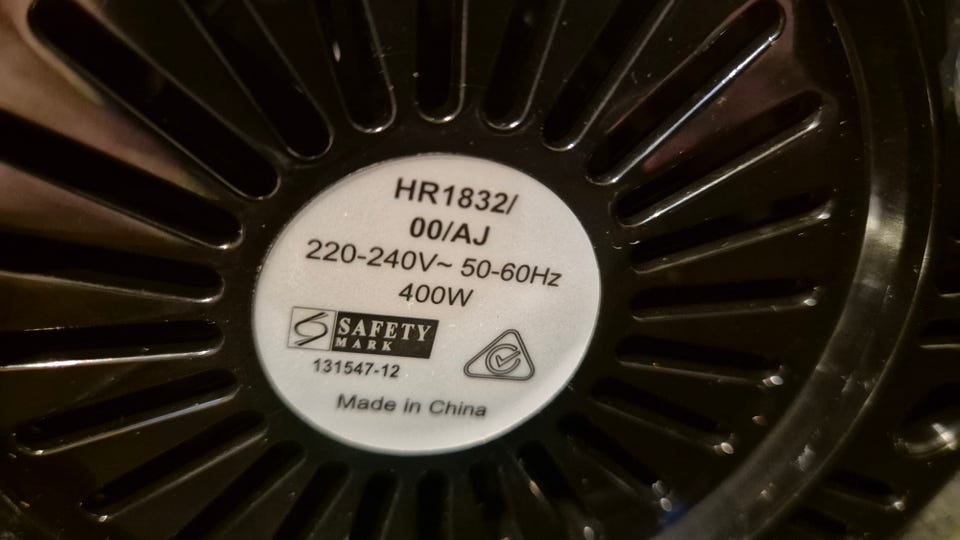 HR1832/
00/AJ
220-240V~ 50-60Hz
400W
SAFETY
MARK
131547-12
Made in China